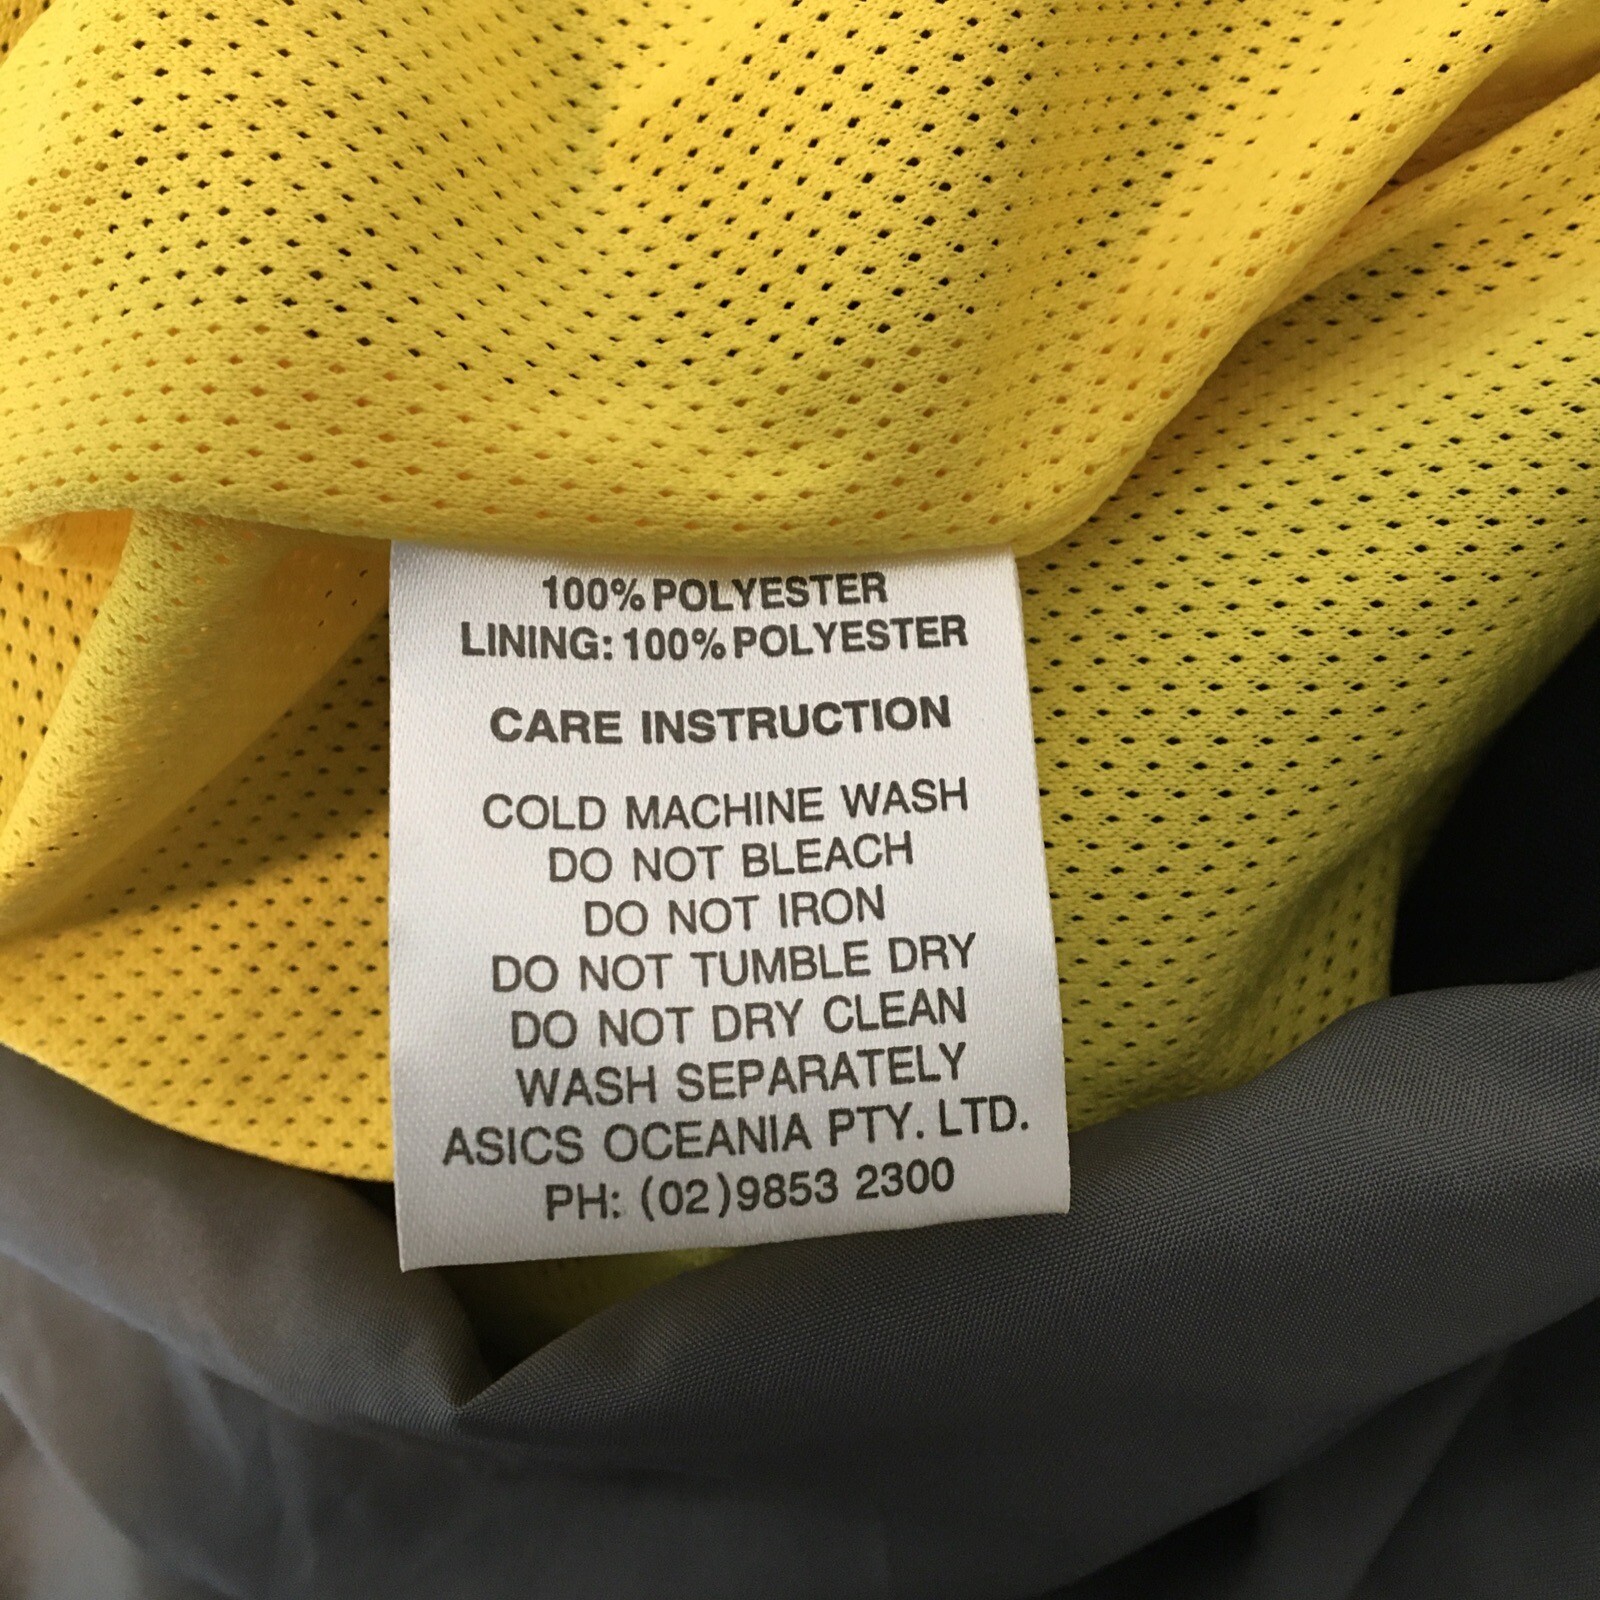 100% POLYESTER
LINING: 100% POLYESTER
CARE INSTRUCTION
COLD MACHINE WASH
DO NOT BLEACH
DO NOT IRON
DO NOT TUMBLE DRY
DO NOT DRY CLEAN
WASH SEPARATELY
ASICS OCEANIA PTY. LTD.
PH: (02)9853 2300